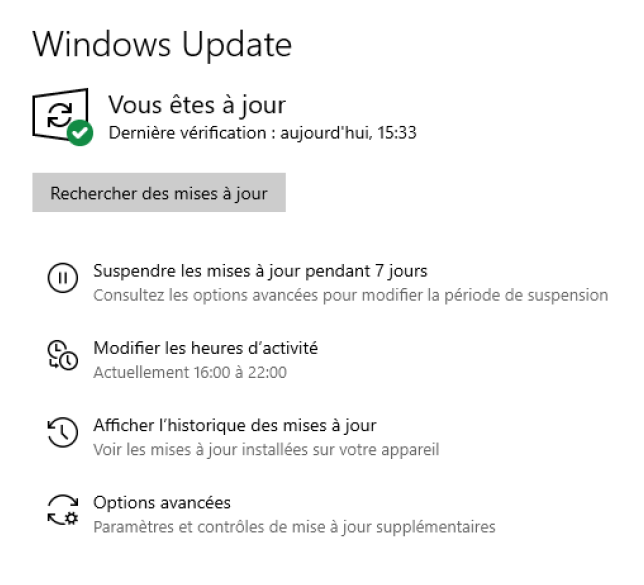 Windows Update
Vous êtes à jour
Dernière vérification : aujourd'hui, 15:33
Rechercher des mises à jour
Suspendre les mises à jour pendant 7 jours
Consultez les options avancées pour modifier la période de suspension
Modifier les heures d’activité
Actuellement 16:00 à 22:00
Afficher l’historique des mises à jour
Voir les mises à jour installées sur votre appareil
Options avancées
Paramètres et contrôles de mise à jour supplémentaires